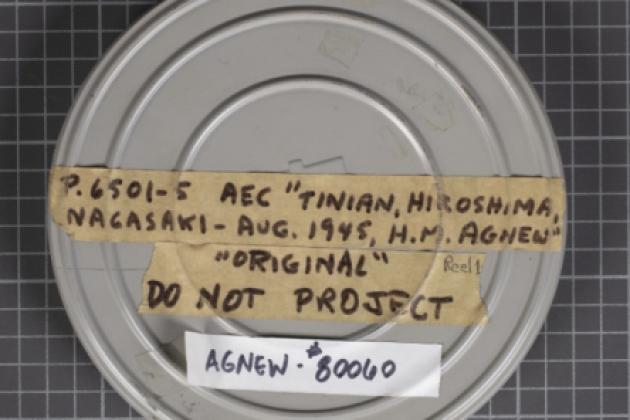 P.6501-5 AEC "TINIAN, HIROSHIMA,
NAGASAKI - AUG. 1945, H.M. AGNEW"
"ORIGINAL" Reel 1
DO NOT PROJECT
AGNEW - #80060